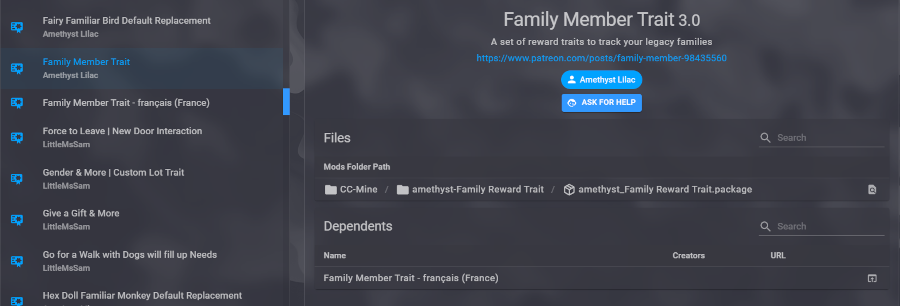 Fairy Familiar Bird Default Replacement
Amethyst Lilac
Family Member Trait
Amethyst Lilac
Family Member Trait - français (France)
Force to Leave | New Door Interaction
LittleMsSam
Gender & More | Custom Lot Trait
LittleMsSam
Give a Gift & More
LittleMsSam
Go for a Walk with Dogs will fill up Needs
LittleMsSam
Hex Doll Familiar Monkey Default Replacement
Amethyst Lilac
Family Member Trait 3.0
A set of reward traits to track your legacy families
https://www.patreon.com/posts/family-member-98435560
Amethyst Lilac
ASK FOR HELP
Files
Search
Mods Folder Path
CC-Mine / amethyst-Family Reward Trait / amethyst_Family Reward Trait.package
Dependents
Search
Name Creators URL
Family Member Trait - français (France)